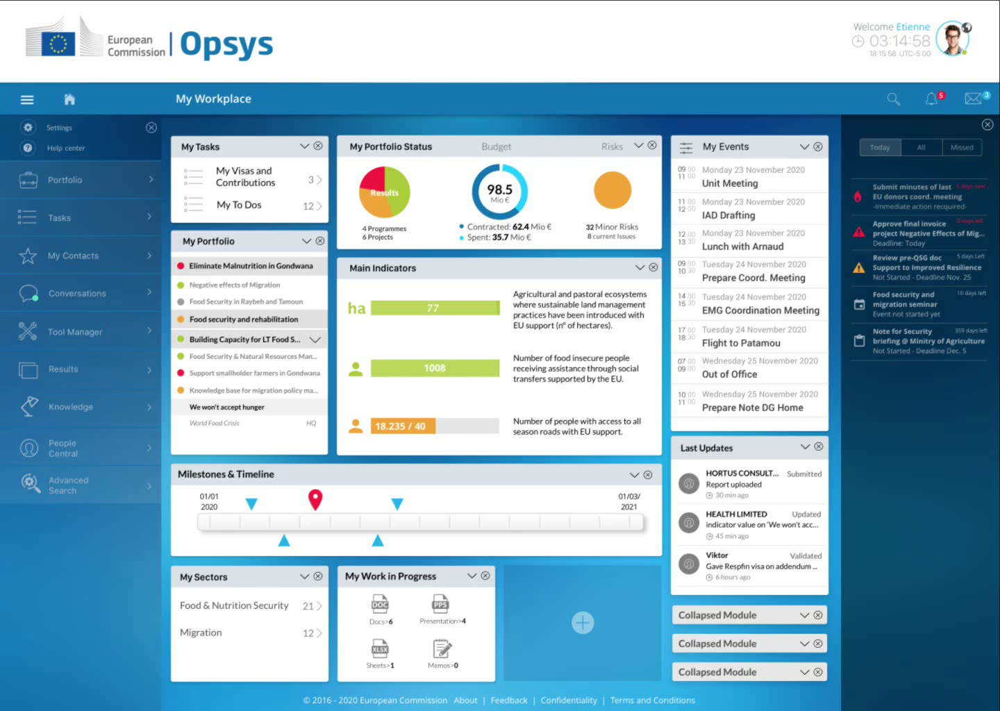 European
Commission
Opsys
Welcome Etienne
03:14:58
18:15:58 UTC-5:00
My Workplace
5
3
Settings
Help center
Portfolio
Tasks
My Contacts
Conversations
Tool Manager
Results
Knowledge
People
Central
Advanced
Search
My Tasks
My Visas and
Contributions
3
My To Dos
12
My Portfolio
Eliminate Malnutrition in Gondwana
Negative effects of Migration
Food Security in Raybeh and Tamoun
Food security and rehabilitation
Building Capacity for LT Food S...
Food Security & Natural Resources Man...
Support smallholder farmers in Gondwana
Knowledge base for migration policy ma...
We won't accept hunger
World Food Crisis HQ
My Portfolio Status Budget Risks
Results
4 Programmes
6 Projects
98.5
Mio €
Contracted: 62.4 Mio €
Spent: 35.7 Mio €
32 Minor Risks
8 current Issues
Main Indicators
ha
77
Agricultural and pastoral ecosystems
where sustainable land management
practices have been introduced with
EU support (nº of hectares).
1008
Number of food insecure people
receiving assistance through social
transfers supported by the EU.
18.235 / 40
Number of people with access to all
season roads with EU support.
Milestones & Timeline
01/01
2020
01/03/
2021
My Sectors
Food & Nutrition Security 21
Migration 12
My Work in Progress
DOC
Docs>6
PPS
Presentation>4
XLSX
Sheets>1
Memos>0
My Events
09 00 Monday 23 November 2020
11 00 Unit Meeting
11 00 Monday 23 November 2020
12 00 IAD Drafting
12 00 Monday 23 November 2020
13 30 Lunch with Arnaud
09 00 Tuesday 24 November 2020
10 30 Prepare Coord. Meeting
14 00 Tuesday 24 November 2020
15 30 EMG Coordination Meeting
17 00 Tuesday 24 November 2020
18 30 Flight to Patamou
07 00 Wednesday 25 November 2020
09 00 Out of Office
10 00 Wednesday 25 November 2020
11 00 Prepare Note DG Home
Last Updates
HORTUS CONSULT... Submitted
Report uploaded
30 min ago
HEALTH LIMITED Updated
indicator value on 'We won't acc...
45 min ago
Viktor Validated
Gave Respfin visa on addendum ...
6 hours ago
Collapsed Module
Collapsed Module
Collapsed Module
Today All Missed
Submit minutes of last 5 days over
EU donors coord. meeting
-Immediate action recquired-
Approve final invoice 0 days left
project Negative Effects of Mig...
Deadline: Today
Review pre-QSG doc 5 days Left
Support to Improved Resilience
Not Started - Deadline Nov. 25
Food security and 10 days left
migration seminar
Event not started yet
Note for Security 359 days left
briefing @ Minitry of Agriculture
Not Started - Deadline Dec. 5
© 2016 - 2020 European Commission About | Feedback | Confidentiality | Terms and Conditions